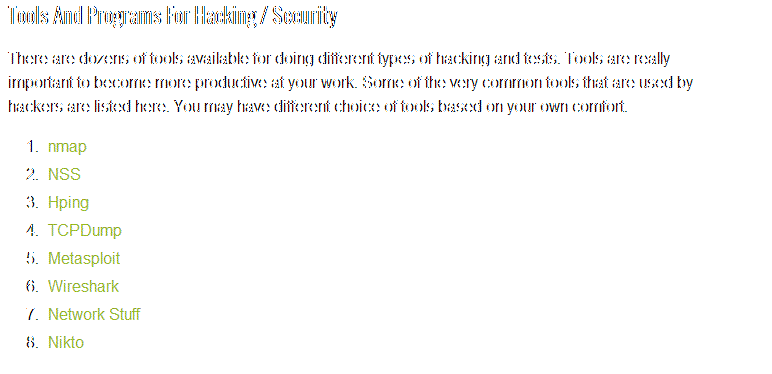 Tools And Programs For Hacking / Security
There are dozens of tools available for doing different types of hacking and tests. Tools are really
important to become more productive at your work. Some of the very common tools that are used by
hackers are listed here. You may have different choice of tools based on your own comfort.
1. nmap
2. NSS
3. Hping
4. TCPDump
5. Metasploit
6. Wireshark
7. Network Stuff
8. Nikto